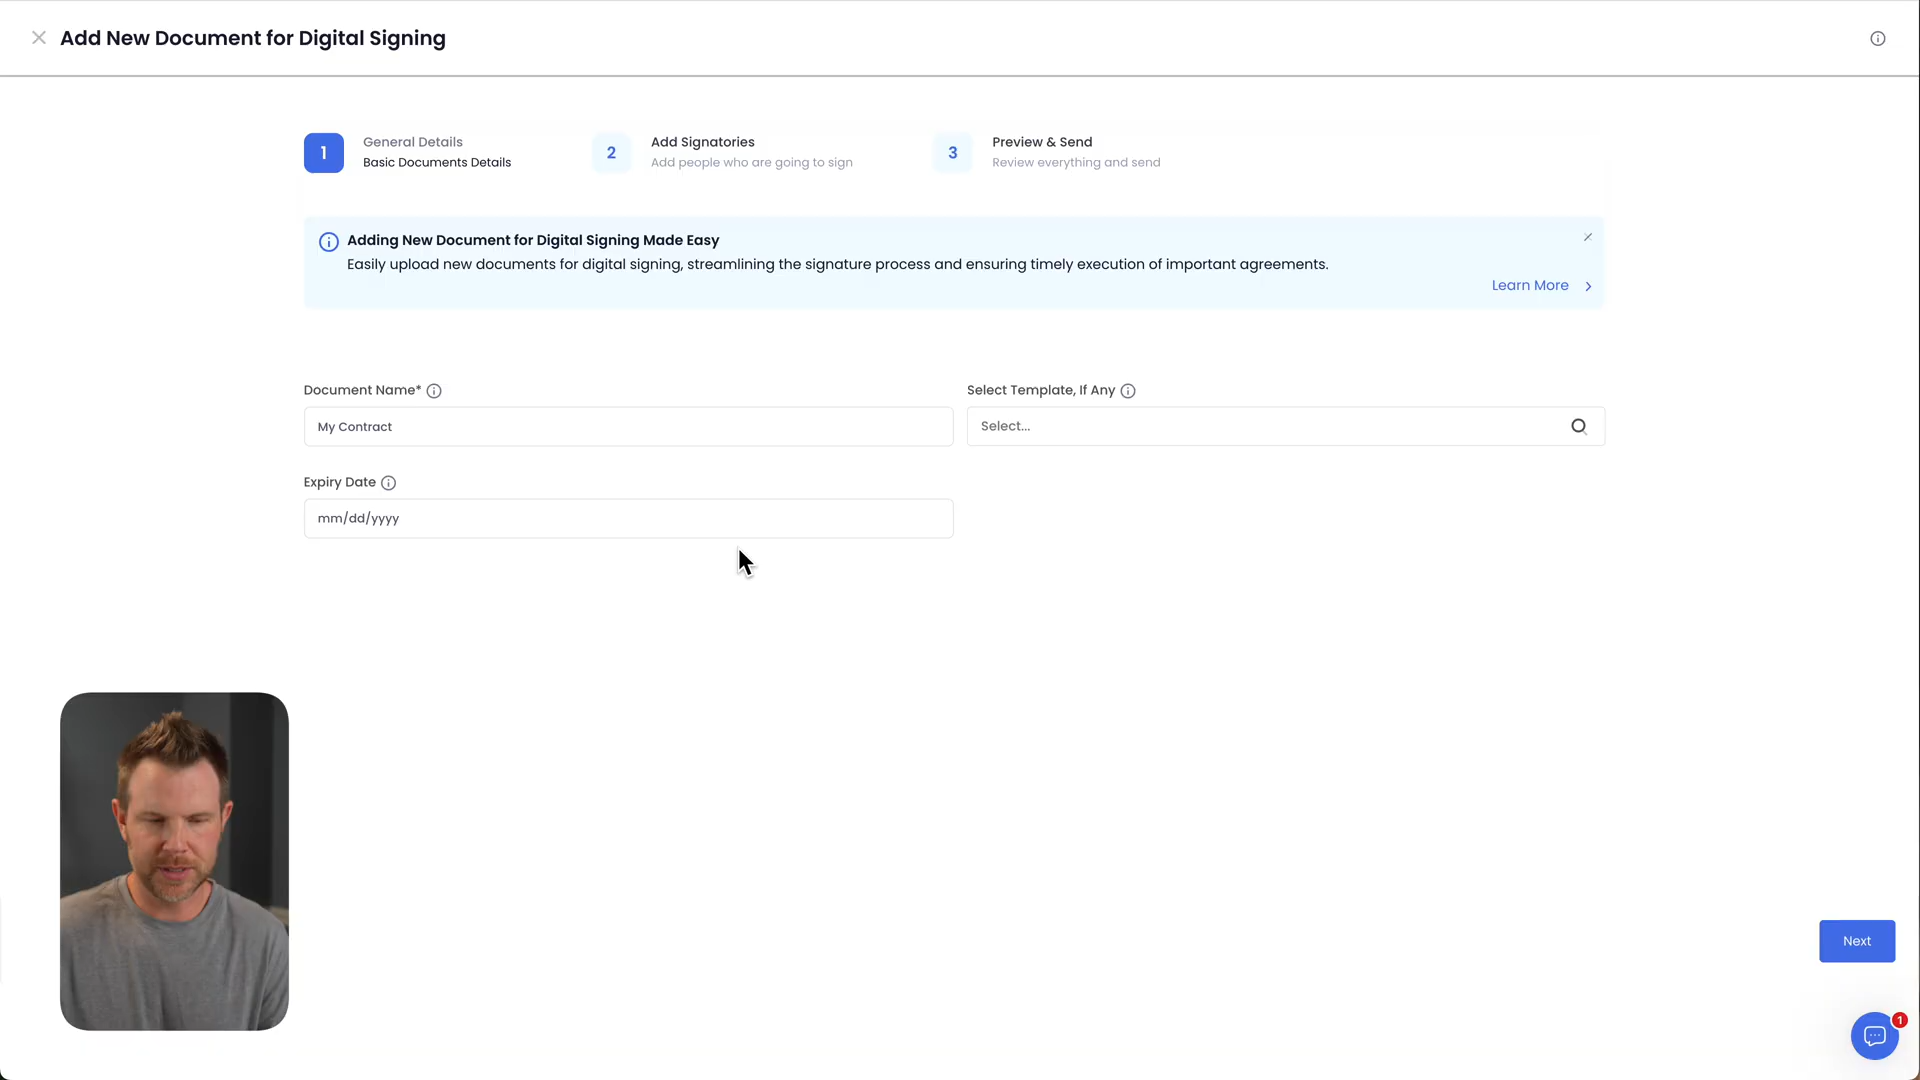 Add New Document for Digital Signing
1
General Details
Basic Documents Details
2
Add Signatories
Add people who are going to sign
3
Preview & Send
Review everything and send
Adding New Document for Digital Signing Made Easy
Easily upload new documents for digital signing, streamlining the signature process and ensuring timely execution of important agreements.
Learn More
Document Name*
My Contract
Select Template, If Any
Select...
Expiry Date
mm/dd/yyyy
Next
1